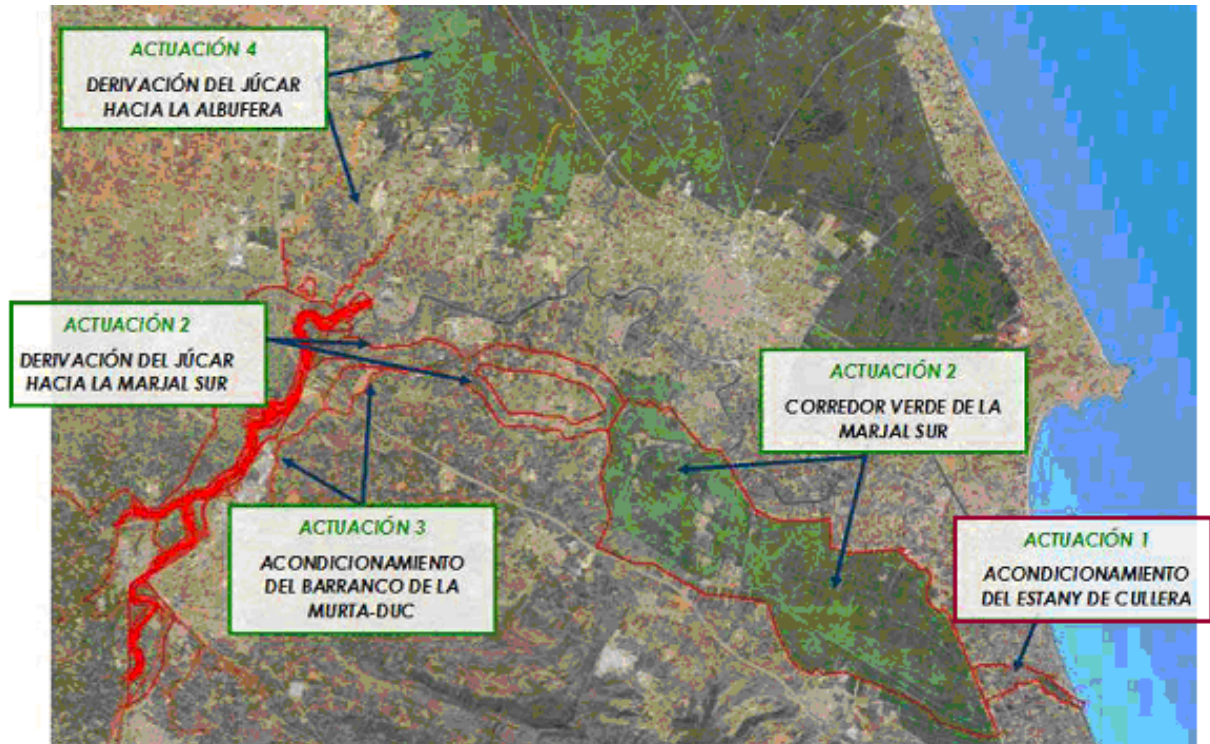 ACTUACIÓN 4
DERIVACIÓN DEL JÚCAR
HACIA LA ALBUFERA
ACTUACIÓN 2
DERIVACIÓN DEL JÚCAR
HACIA LA MARJAL SUR
ACTUACIÓN 2
CORREDOR VERDE DE LA
MARJAL SUR
ACTUACIÓN 3
ACONDICIONAMIENTO
DEL BARRANCO DE LA
MURTA-DUC
ACTUACIÓN 1
ACONDICIONAMIENTO
DEL ESTANY DE CULLERA